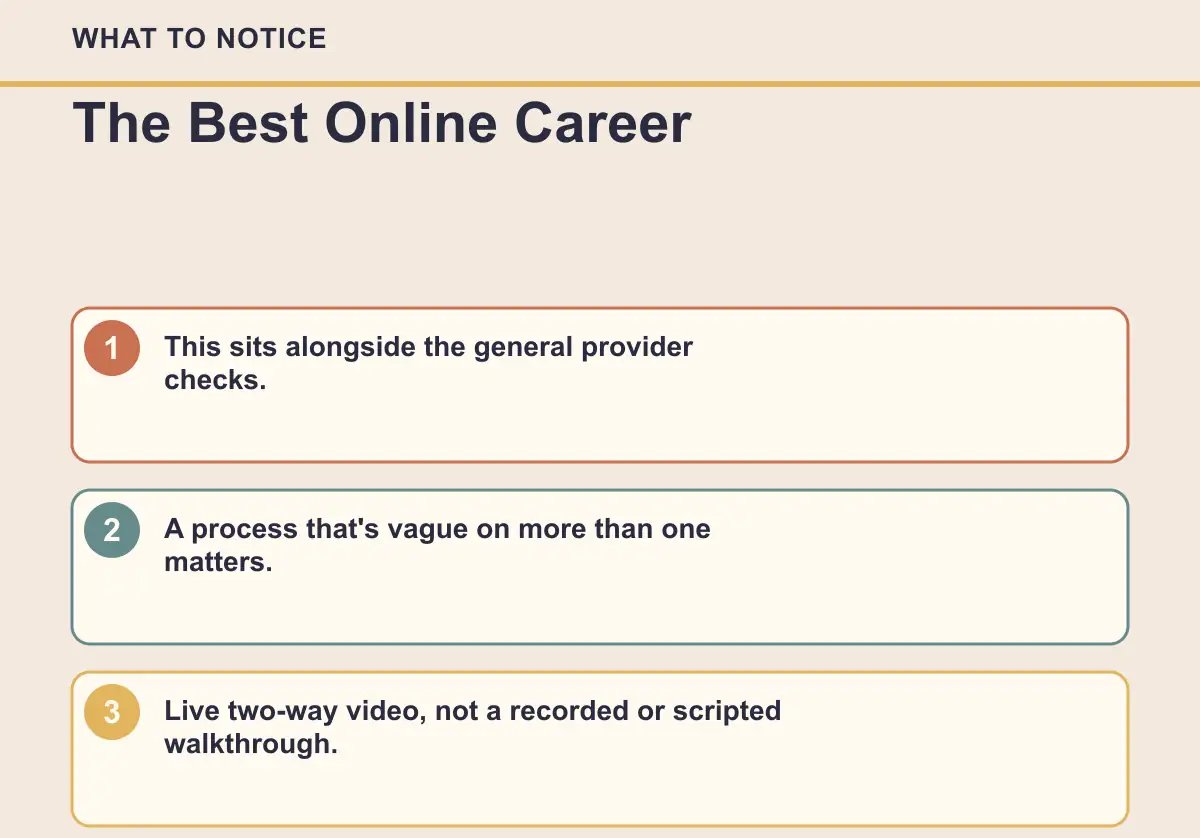 WHAT TO NOTICE
The Best Online Career
1
This sits alongside the general provider
checks.
2
A process that's vague on more than one
matters.
3
Live two-way video, not a recorded or scripted
walkthrough.